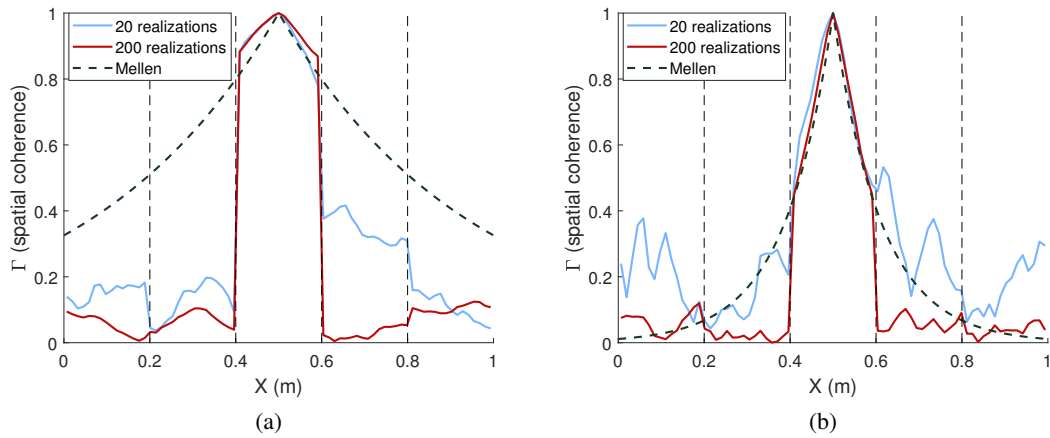 20 realizations
200 realizations
Mellen
Γ (spatial coherence)
1
0.8
0.6
0.4
0.2
0
0 0.2 0.4 0.6 0.8 1
X (m)
(a)
20 realizations
200 realizations
Mellen
Γ (spatial coherence)
1
0.8
0.6
0.4
0.2
0
0 0.2 0.4 0.6 0.8 1
X (m)
(b)